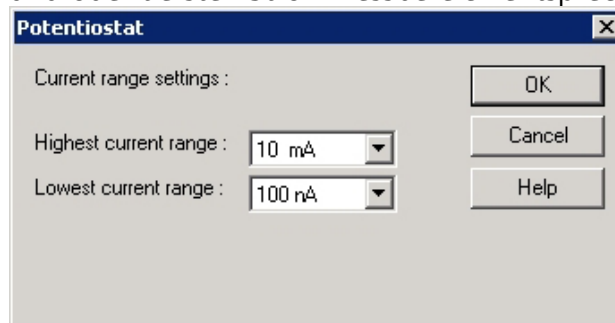 Potentiostat
Current range settings :
OK
Highest current range :
10 mA
Cancel
Lowest current range :
100 nA
Help